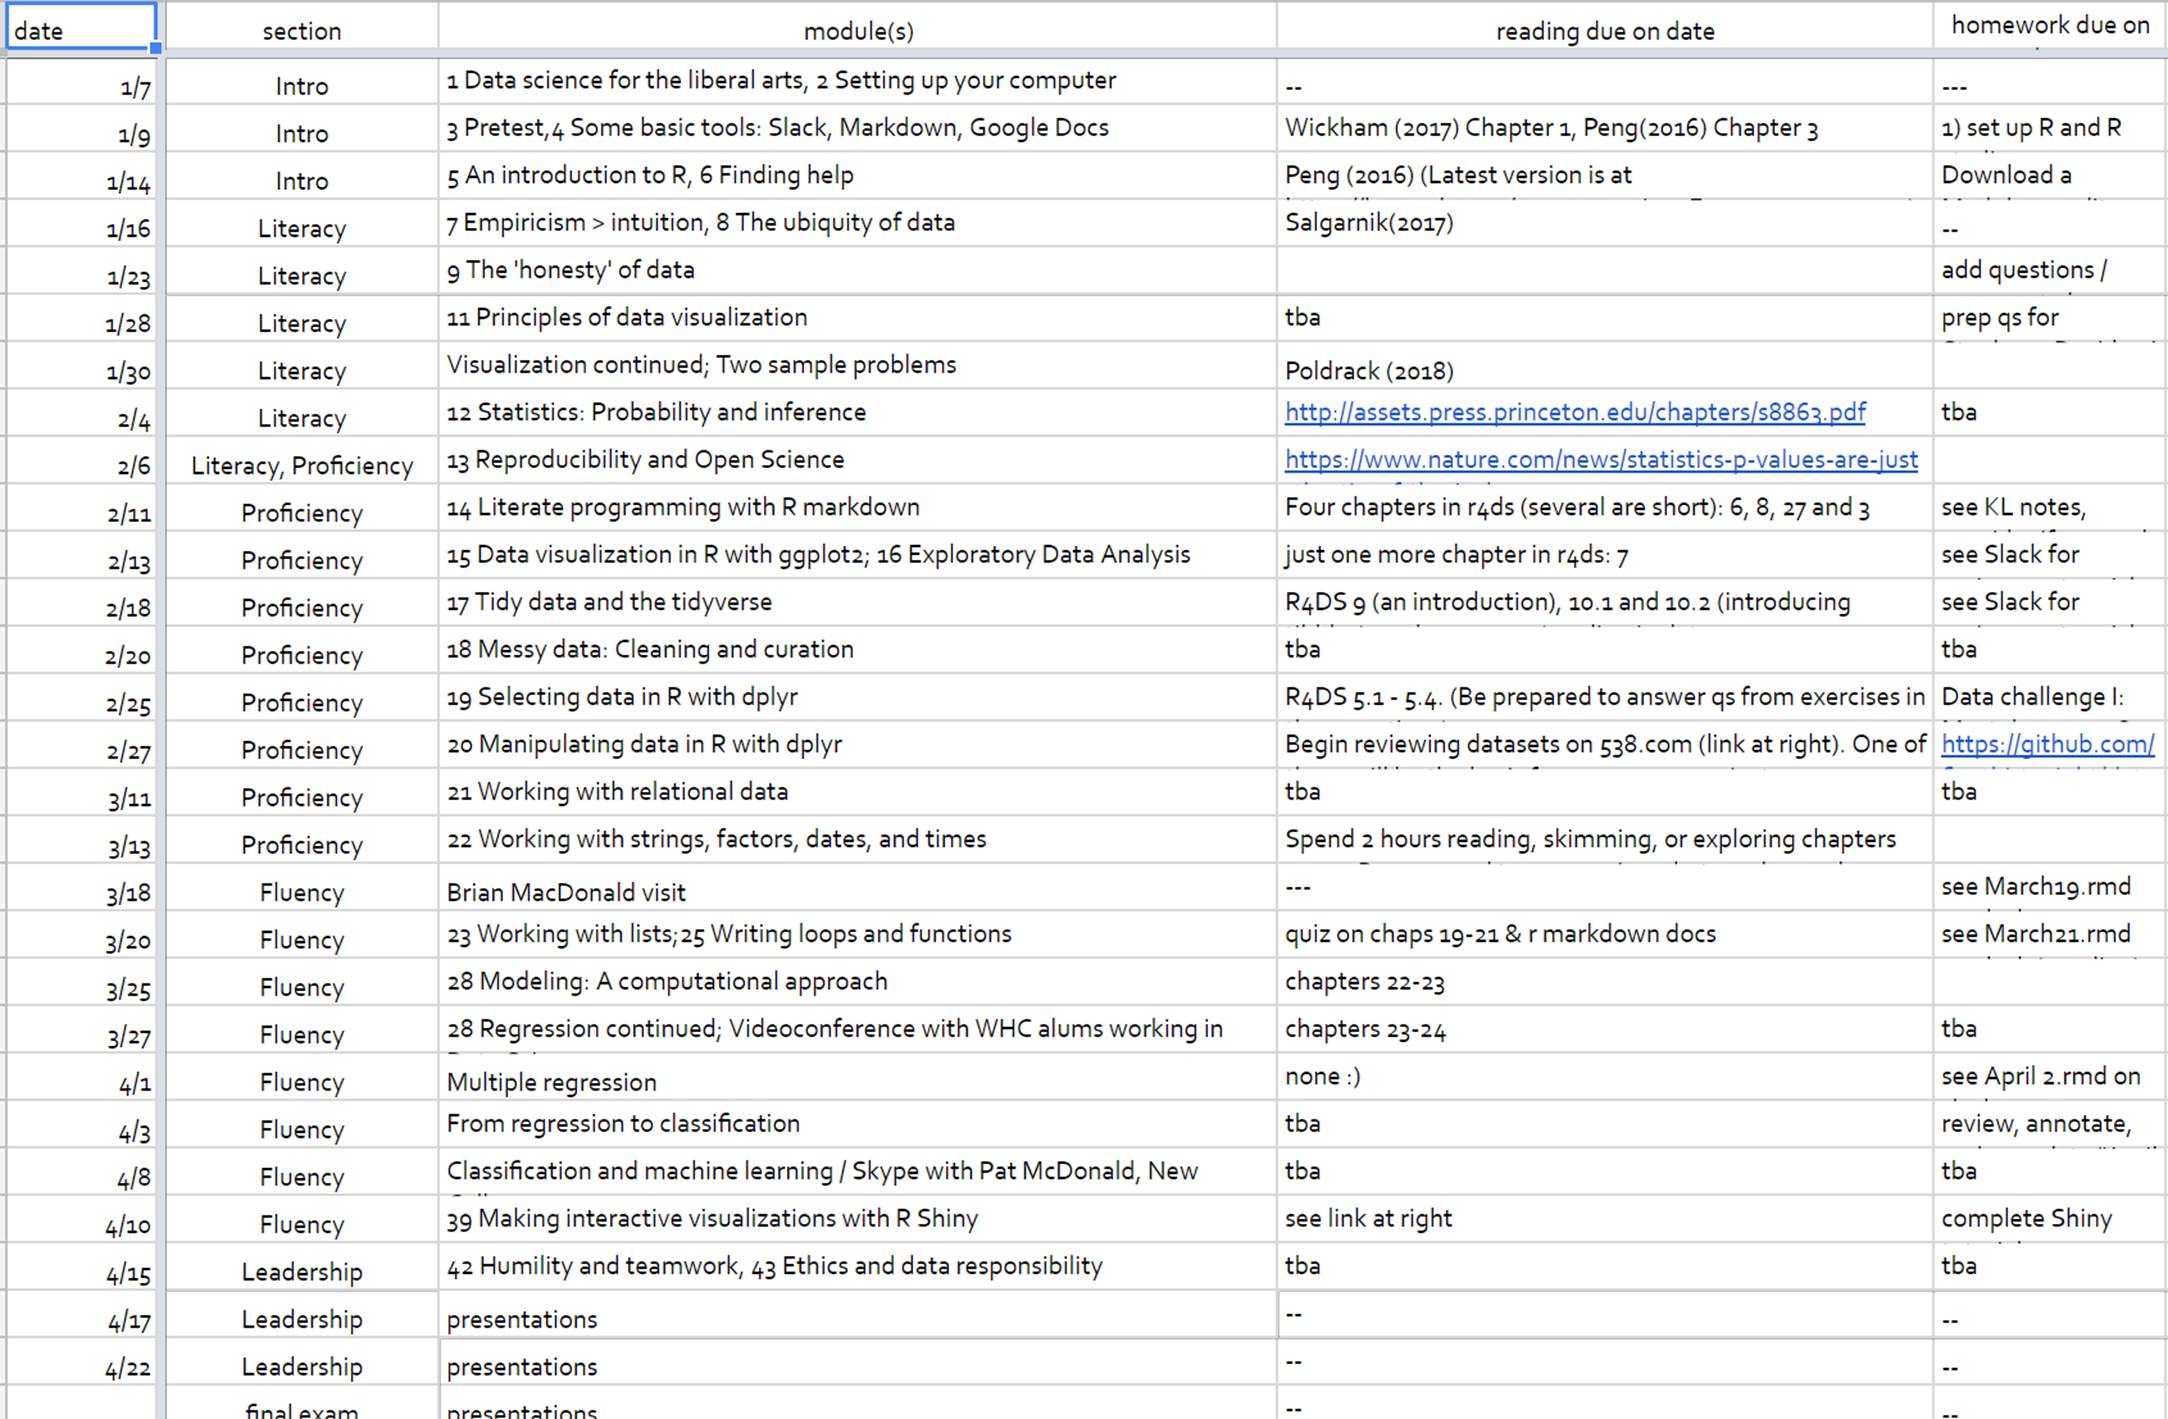 date section module(s) reading due on date homework due on
1/7 Intro 1 Data science for the liberal arts, 2 Setting up your computer -- ---
1/9 Intro 3 Pretest,4 Some basic tools: Slack, Markdown, Google Docs Wickham (2017) Chapter 1, Peng(2016) Chapter 3 1) set up R and R
1/14 Intro 5 An introduction to R, 6 Finding help Peng (2016) (Latest version is at Download a
1/16 Literacy 7 Empiricism > intuition, 8 The ubiquity of data Salgarnik(2017) --
1/23 Literacy 9 The 'honesty' of data add questions /
1/28 Literacy 11 Principles of data visualization tba prep qs for
1/30 Literacy Visualization continued; Two sample problems Poldrack (2018)
2/4 Literacy 12 Statistics: Probability and inference http://assets.press.princeton.edu/chapters/s8863.pdf tba
2/6 Literacy, Proficiency 13 Reproducibility and Open Science https://www.nature.com/news/statistics-p-values-are-just
2/11 Proficiency 14 Literate programming with R markdown Four chapters in r4ds (several are short): 6, 8, 27 and 3 see KL notes,
2/13 Proficiency 15 Data visualization in R with ggplot2; 16 Exploratory Data Analysis just one more chapter in r4ds: 7 see Slack for
2/18 Proficiency 17 Tidy data and the tidyverse R4DS 9 (an introduction), 10.1 and 10.2 (introducing see Slack for
2/20 Proficiency 18 Messy data: Cleaning and curation tba tba
2/25 Proficiency 19 Selecting data in R with dplyr R4DS 5.1 - 5.4. (Be prepared to answer qs from exercises in Data challenge I:
2/27 Proficiency 20 Manipulating data in R with dplyr Begin reviewing datasets on 538.com (link at right). One of https://github.com/
3/11 Proficiency 21 Working with relational data tba tba
3/13 Proficiency 22 Working with strings, factors, dates, and times Spend 2 hours reading, skimming, or exploring chapters
3/18 Fluency Brian MacDonald visit --- see March19.rmd
3/20 Fluency 23 Working with lists;25 Writing loops and functions quiz on chaps 19-21 & r markdown docs see March21.rmd
3/25 Fluency 28 Modeling: A computational approach chapters 22-23
3/27 Fluency 28 Regression continued; Videoconference with WHC alums working in chapters 23-24 tba
4/1 Fluency Multiple regression none :) see April 2.rmd on
4/3 Fluency From regression to classification tba review, annotate,
4/8 Fluency Classification and machine learning / Skype with Pat McDonald, New tba tba
4/10 Fluency 39 Making interactive visualizations with R Shiny see link at right complete Shiny
4/15 Leadership 42 Humility and teamwork, 43 Ethics and data responsibility tba tba
4/17 Leadership presentations -- --
4/22 Leadership presentations -- --
final exam presentations -- --